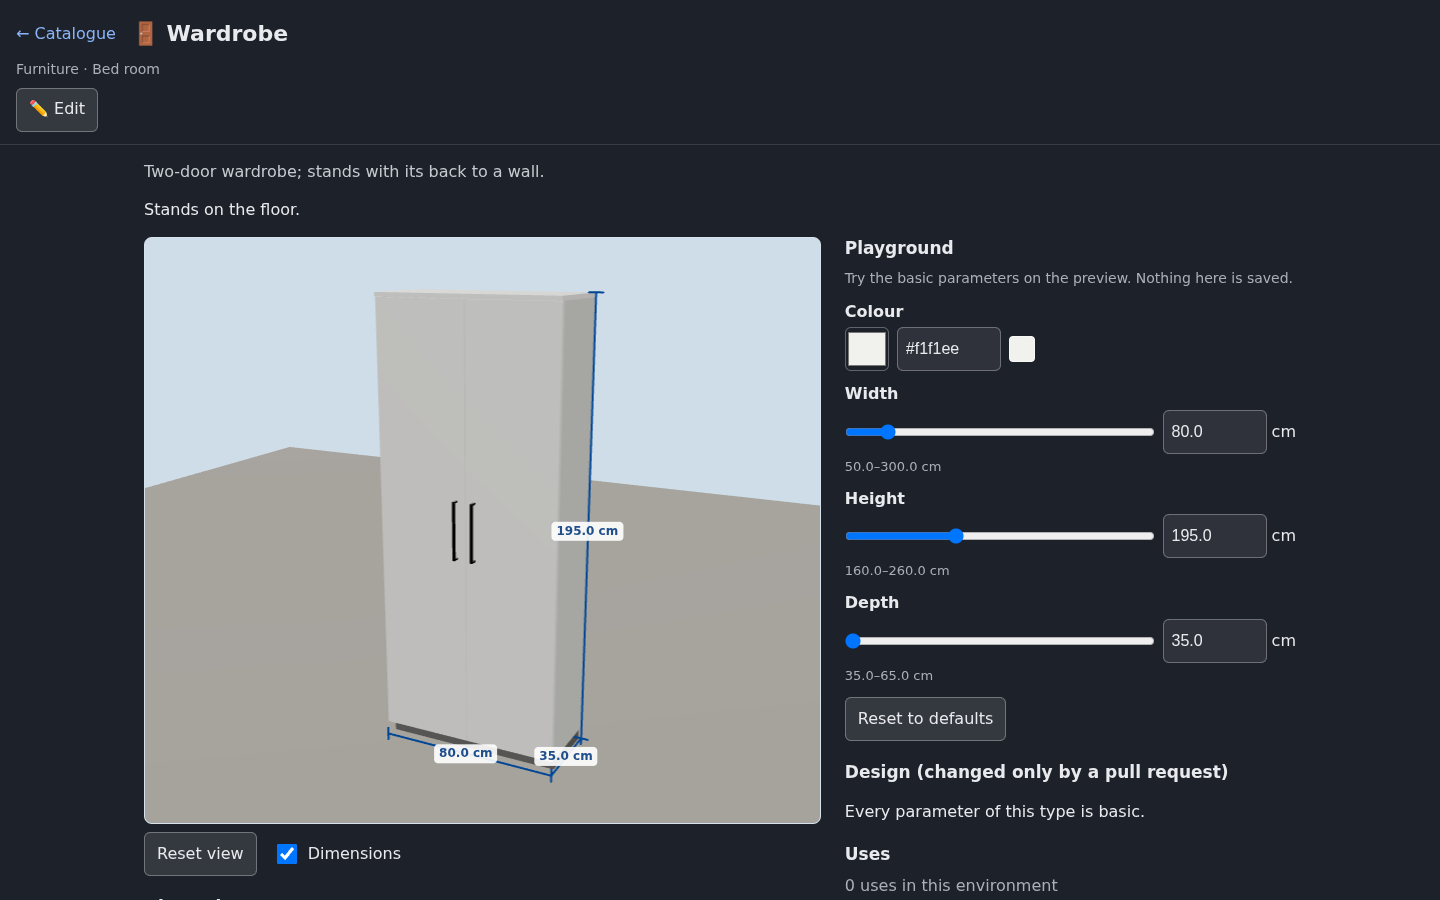 ← Catalogue Wardrobe
Furniture · Bed room
Edit
Two-door wardrobe; stands with its back to a wall.
Stands on the floor.
195.0 cm
80.0 cm
35.0 cm
Reset view
Dimensions
Playground
Try the basic parameters on the preview. Nothing here is saved.
Colour
#f1f1ee
Width
80.0 cm
50.0–300.0 cm
Height
195.0 cm
160.0–260.0 cm
Depth
35.0 cm
35.0–65.0 cm
Reset to defaults
Design (changed only by a pull request)
Every parameter of this type is basic.
Uses
0 uses in this environment